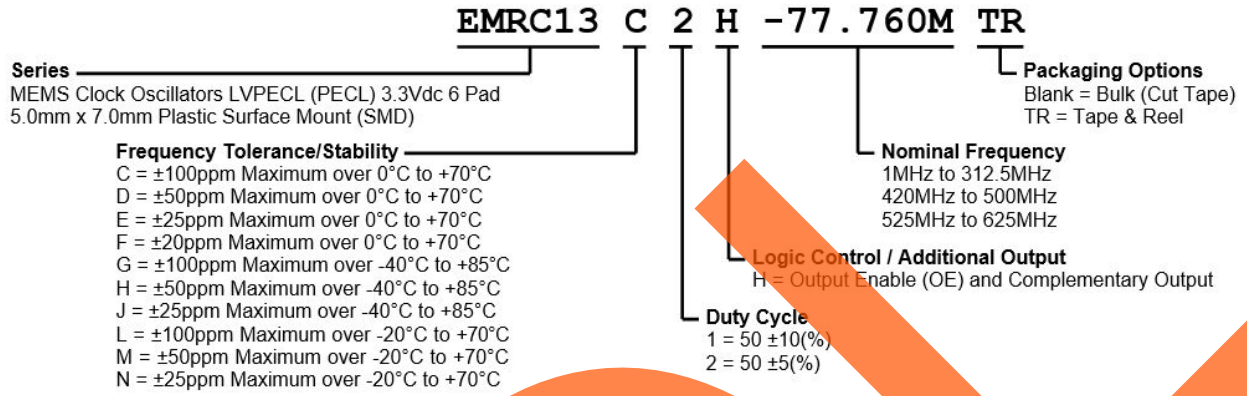 EMRC13 C 2 H -77.760M TR
Series
MEMS Clock Oscillators LVPECL (PECL) 3.3Vdc 6 Pad
5.0mm x 7.0mm Plastic Surface Mount (SMD)
Packaging Options
Blank = Bulk (Cut Tape)
TR = Tape & Reel
Frequency Tolerance/Stability
C = ±100ppm Maximum over 0°C to +70°C
D = ±50ppm Maximum over 0°C to +70°C
E = ±25ppm Maximum over 0°C to +70°C
F = ±20ppm Maximum over 0°C to +70°C
G = ±100ppm Maximum over -40°C to +85°C
H = ±50ppm Maximum over -40°C to +85°C
J = ±25ppm Maximum over -40°C to +85°C
L = ±100ppm Maximum over -20°C to +70°C
M = ±50ppm Maximum over -20°C to +70°C
N = ±25ppm Maximum over -20°C to +70°C
Nominal Frequency
1MHz to 312.5MHz
420MHz to 500MHz
525MHz to 625MHz
Logic Control / Additional Output
H = Output Enable (OE) and Complementary Output
Duty Cycle
1 = 50 ±10(%)
2 = 50 ±5(%)